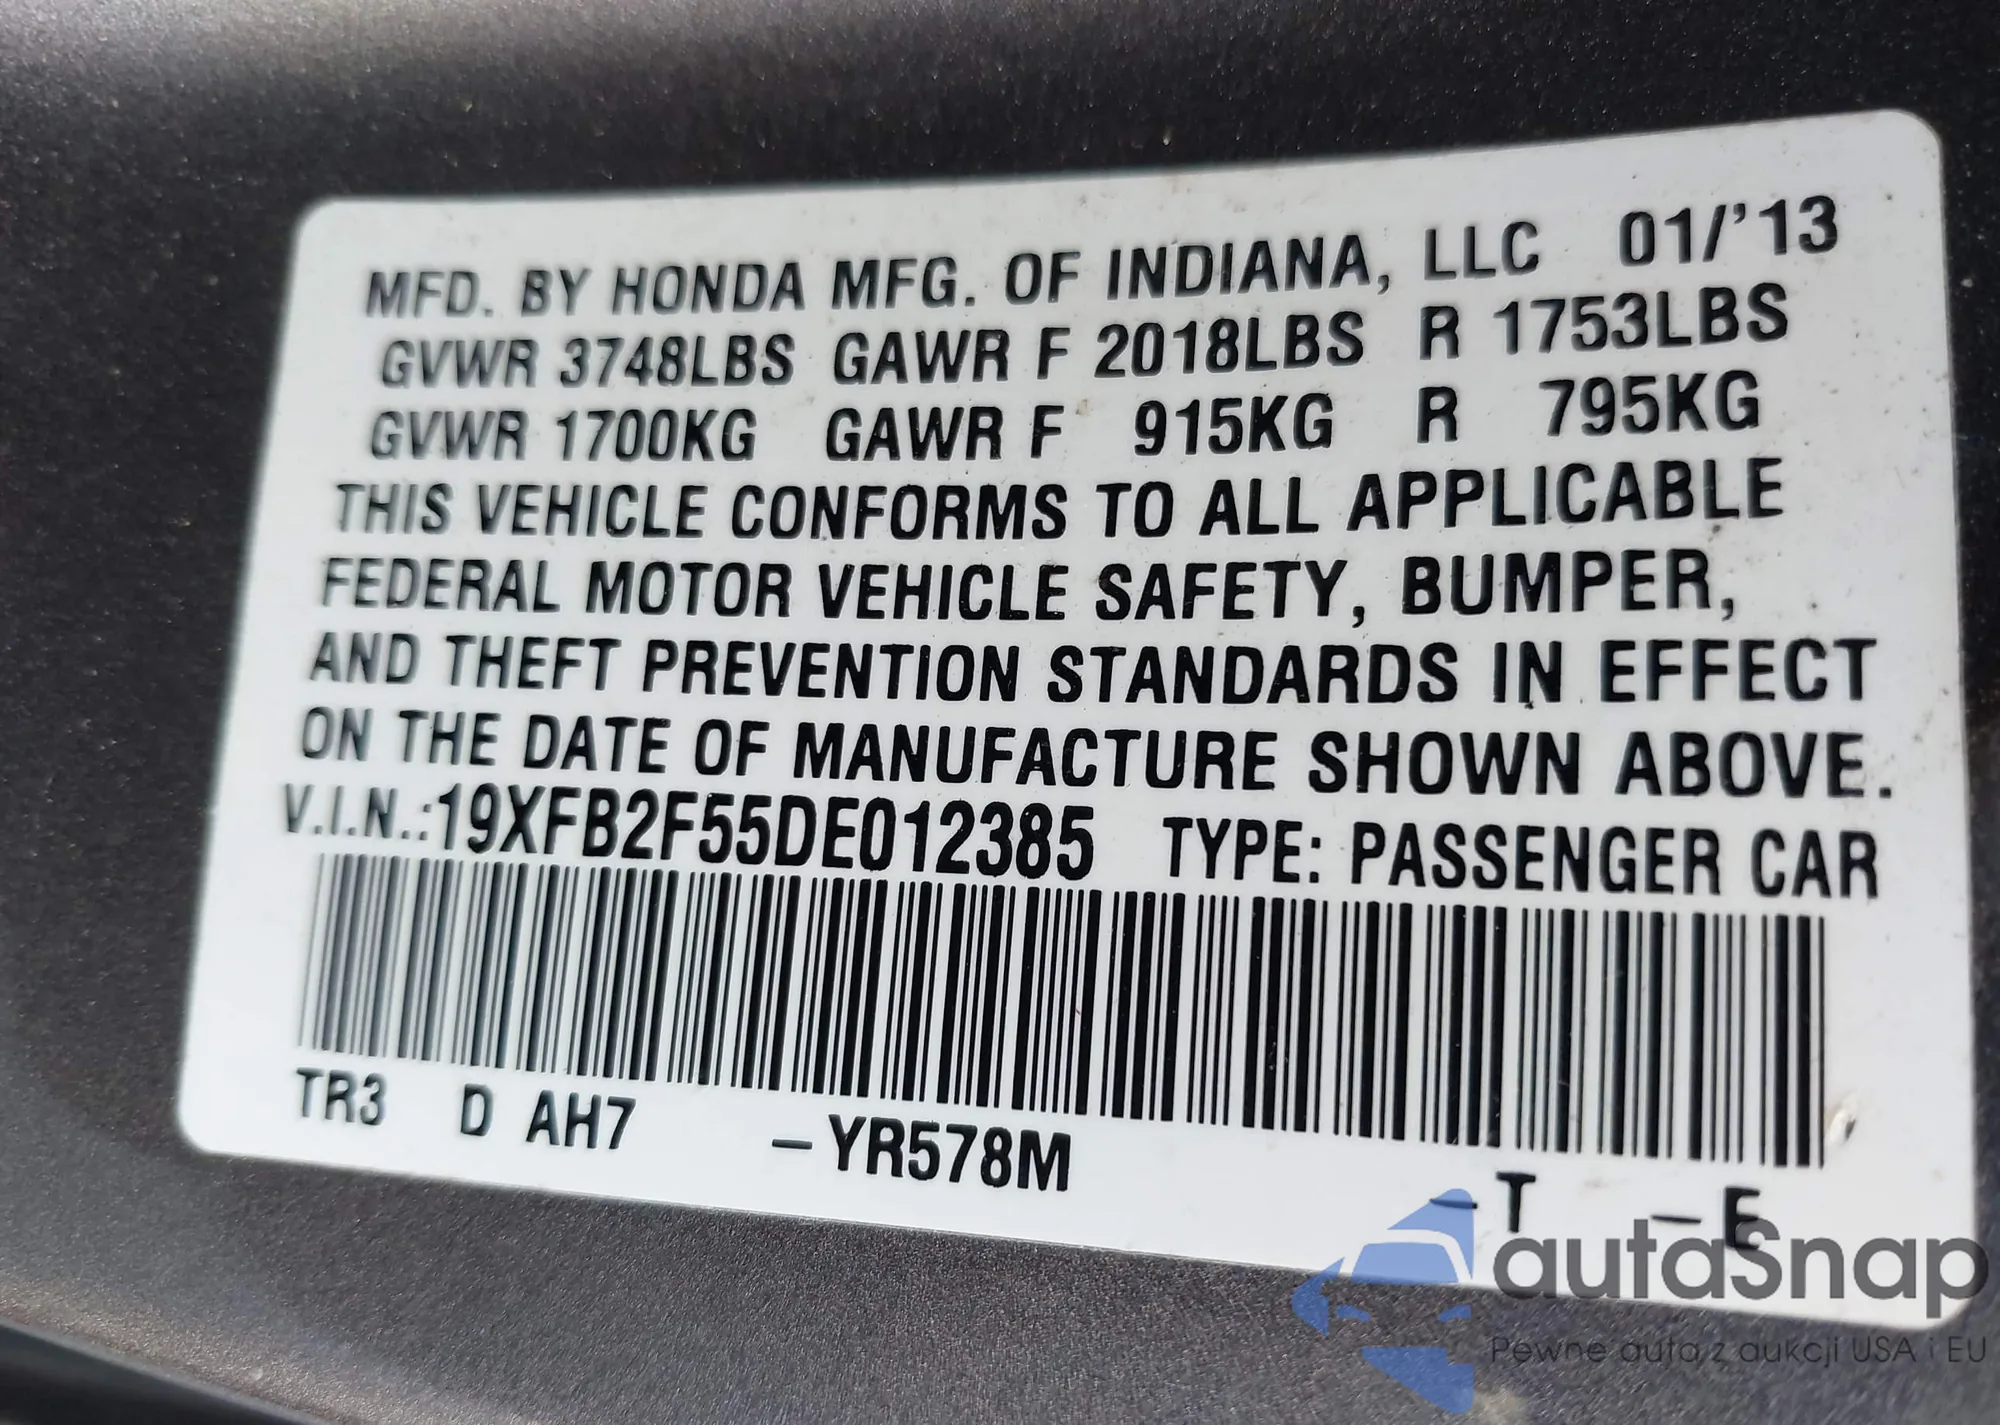 MFD. BY HONDA MFG. OF INDIANA, LLC 01/'13
GVWR 3748LBS GAWR F 2018LBS R 1753LBS
GVWR 1700KG GAWR F 915KG R 795KG
THIS VEHICLE CONFORMS TO ALL APPLICABLE
FEDERAL MOTOR VEHICLE SAFETY, BUMPER,
AND THEFT PREVENTION STANDARDS IN EFFECT
ON THE DATE OF MANUFACTURE SHOWN ABOVE.
V.I.N.:19XFB2F55DE012385 TYPE: PASSENGER CAR
TR3 D AH7 –YR578M –T –E
autaSnap
Pewne auta z aukcji USA i EU